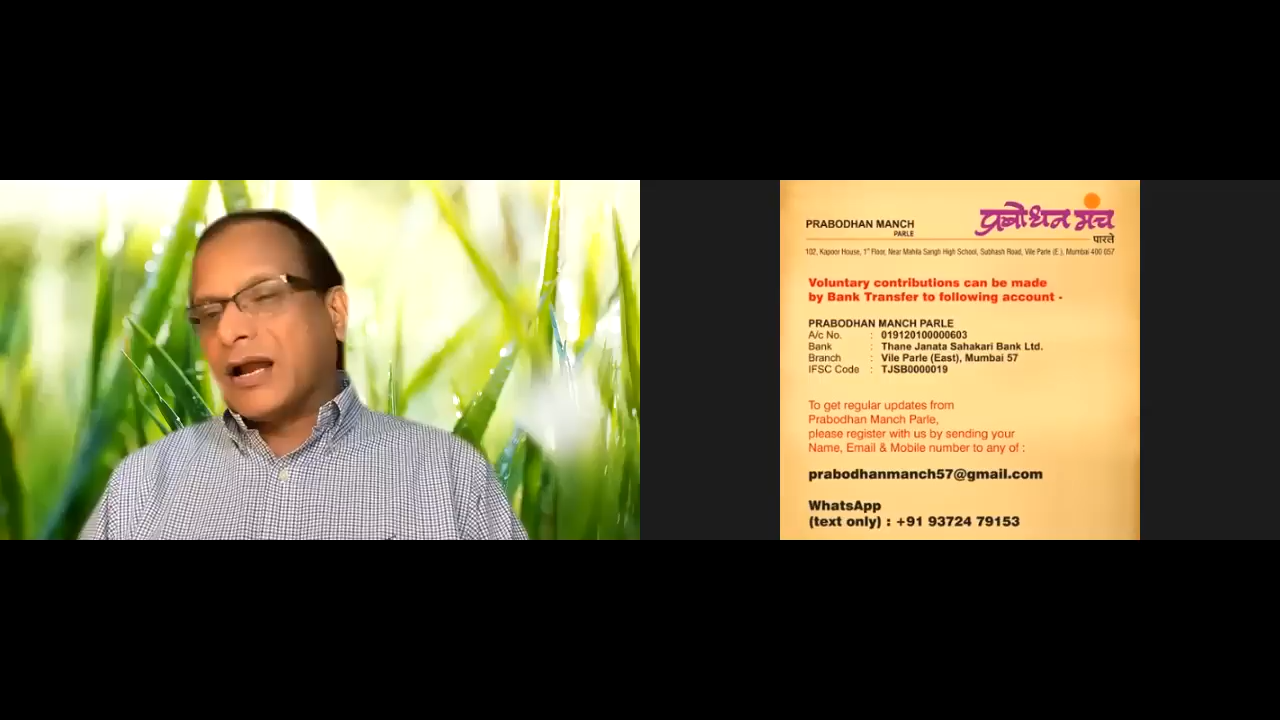 PRABODHAN MANCH
PARLE
प्रबोधन मंच
पारले
102, Kapoor House, 1st Floor, Near Mahila Sangh High School, Subhash Road, Vile Parle (E.), Mumbai 400 057
Voluntary contributions can be made
by Bank Transfer to following account -
PRABODHAN MANCH PARLE
A/c No. : 019120100000603
Bank : Thane Janata Sahakari Bank Ltd.
Branch : Vile Parle (East), Mumbai 57
IFSC Code : TJSB0000019
To get regular updates from
Prabodhan Manch Parle,
please register with us by sending your
Name, Email & Mobile number to any of :
prabodhanmanch57@gmail.com
WhatsApp
(text only) : +91 93724 79153